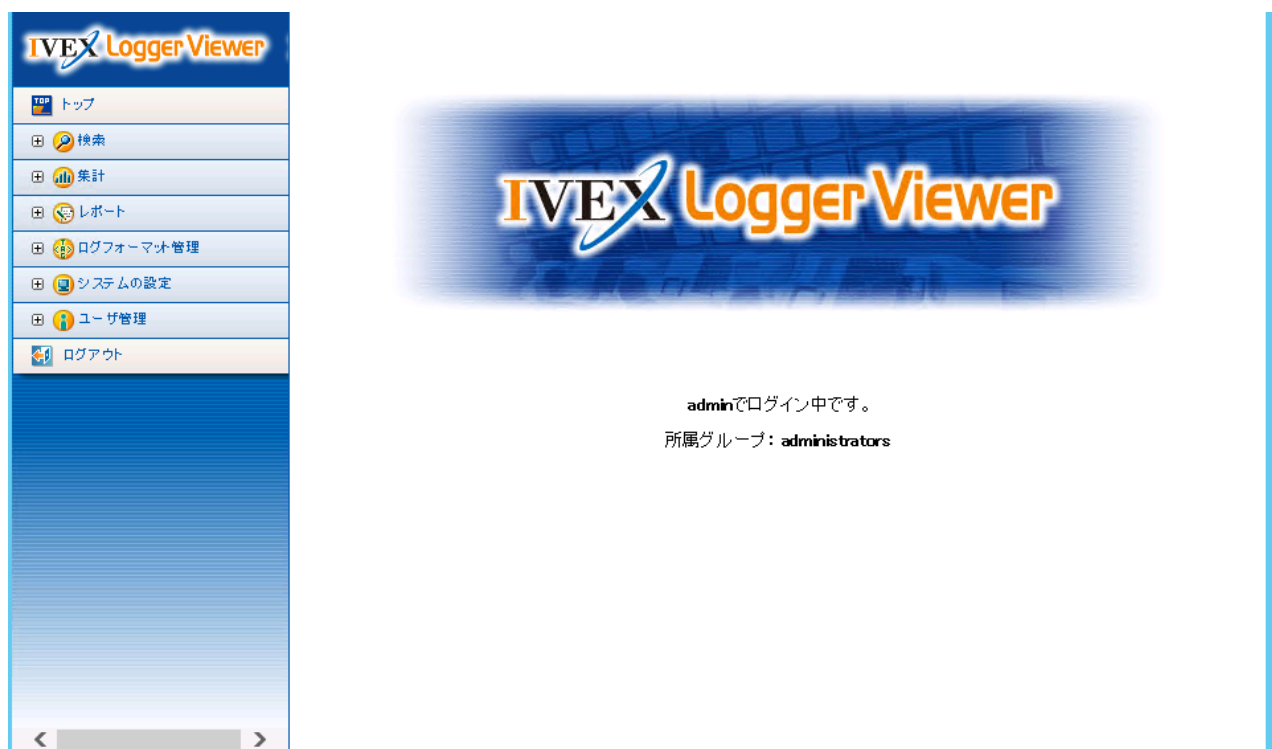 IVEX Logger Viewer
TOP トップ
検索
集計
レポート
ログフォーマット管理
システムの設定
ユーザ管理
ログアウト
IVEX Logger Viewer
adminでログイン中です。
所属グループ：administrators